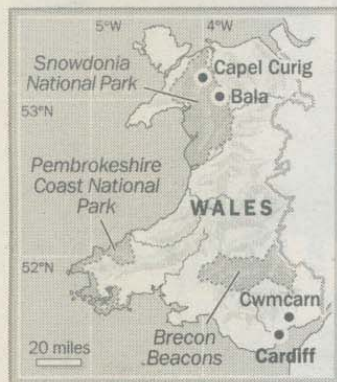 5°W
4°W
Snowdonia
National Park
Capel Curig
Bala
53°N
Pembrokeshire
Coast National
Park
WALES
52°N
Cwmcarn
Brecon
Beacons
Cardiff
20 miles